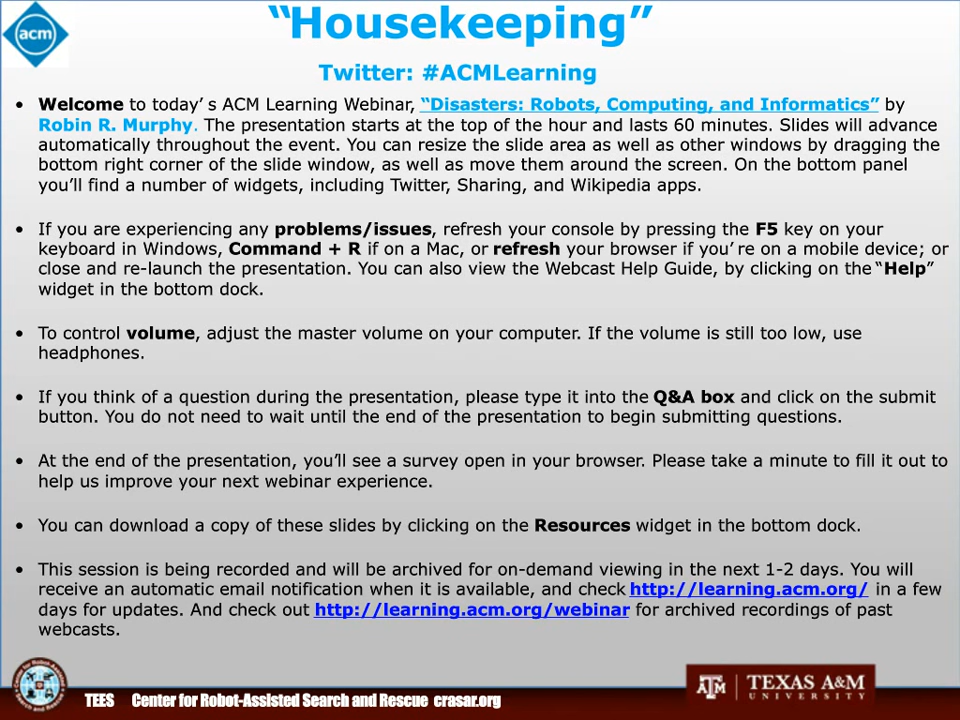 acm
“Housekeeping”
Twitter: #ACMLearning
• Welcome to today’ s ACM Learning Webinar, “Disasters: Robots, Computing, and Informatics” by
Robin R. Murphy. The presentation starts at the top of the hour and lasts 60 minutes. Slides will advance
automatically throughout the event. You can resize the slide area as well as other windows by dragging the
bottom right corner of the slide window, as well as move them around the screen. On the bottom panel
you’ll find a number of widgets, including Twitter, Sharing, and Wikipedia apps.
• If you are experiencing any problems/issues, refresh your console by pressing the F5 key on your
keyboard in Windows, Command + R if on a Mac, or refresh your browser if you’ re on a mobile device; or
close and re-launch the presentation. You can also view the Webcast Help Guide, by clicking on the “Help”
widget in the bottom dock.
• To control volume, adjust the master volume on your computer. If the volume is still too low, use
headphones.
• If you think of a question during the presentation, please type it into the Q&A box and click on the submit
button. You do not need to wait until the end of the presentation to begin submitting questions.
• At the end of the presentation, you’ll see a survey open in your browser. Please take a minute to fill it out to
help us improve your next webinar experience.
• You can download a copy of these slides by clicking on the Resources widget in the bottom dock.
• This session is being recorded and will be archived for on-demand viewing in the next 1-2 days. You will
receive an automatic email notification when it is available, and check http://learning.acm.org/ in a few
days for updates. And check out http://learning.acm.org/webinar for archived recordings of past
webcasts.
TEES Center for Robot-Assisted Search and Rescue crasar.org
ATM TEXAS A&M
UNIVERSITY